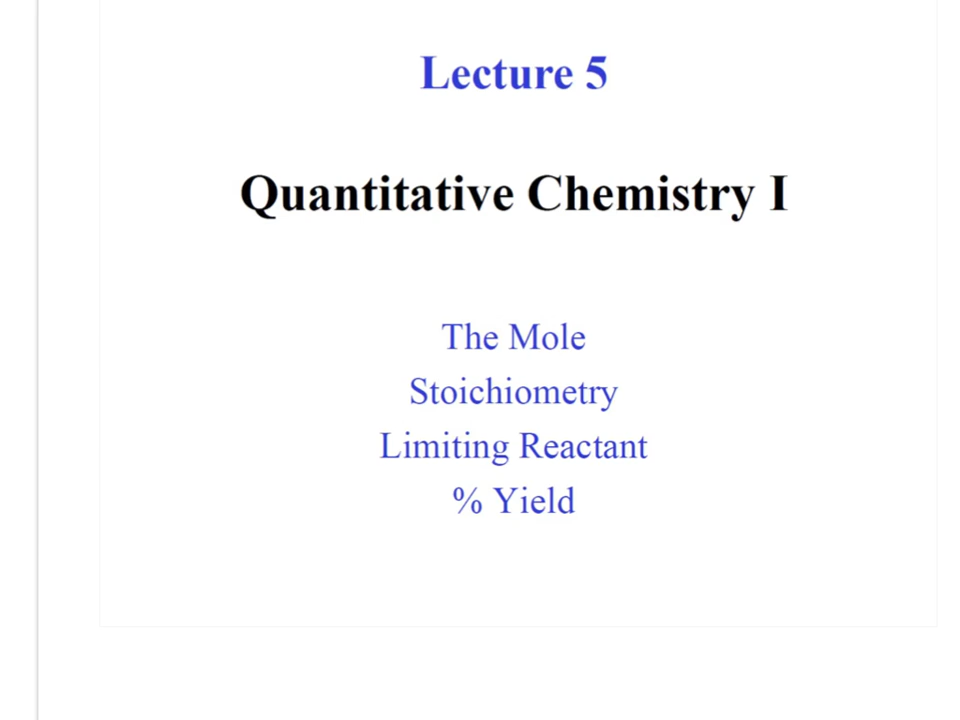 Lecture 5
Quantitative Chemistry I
The Mole
Stoichiometry
Limiting Reactant
% Yield